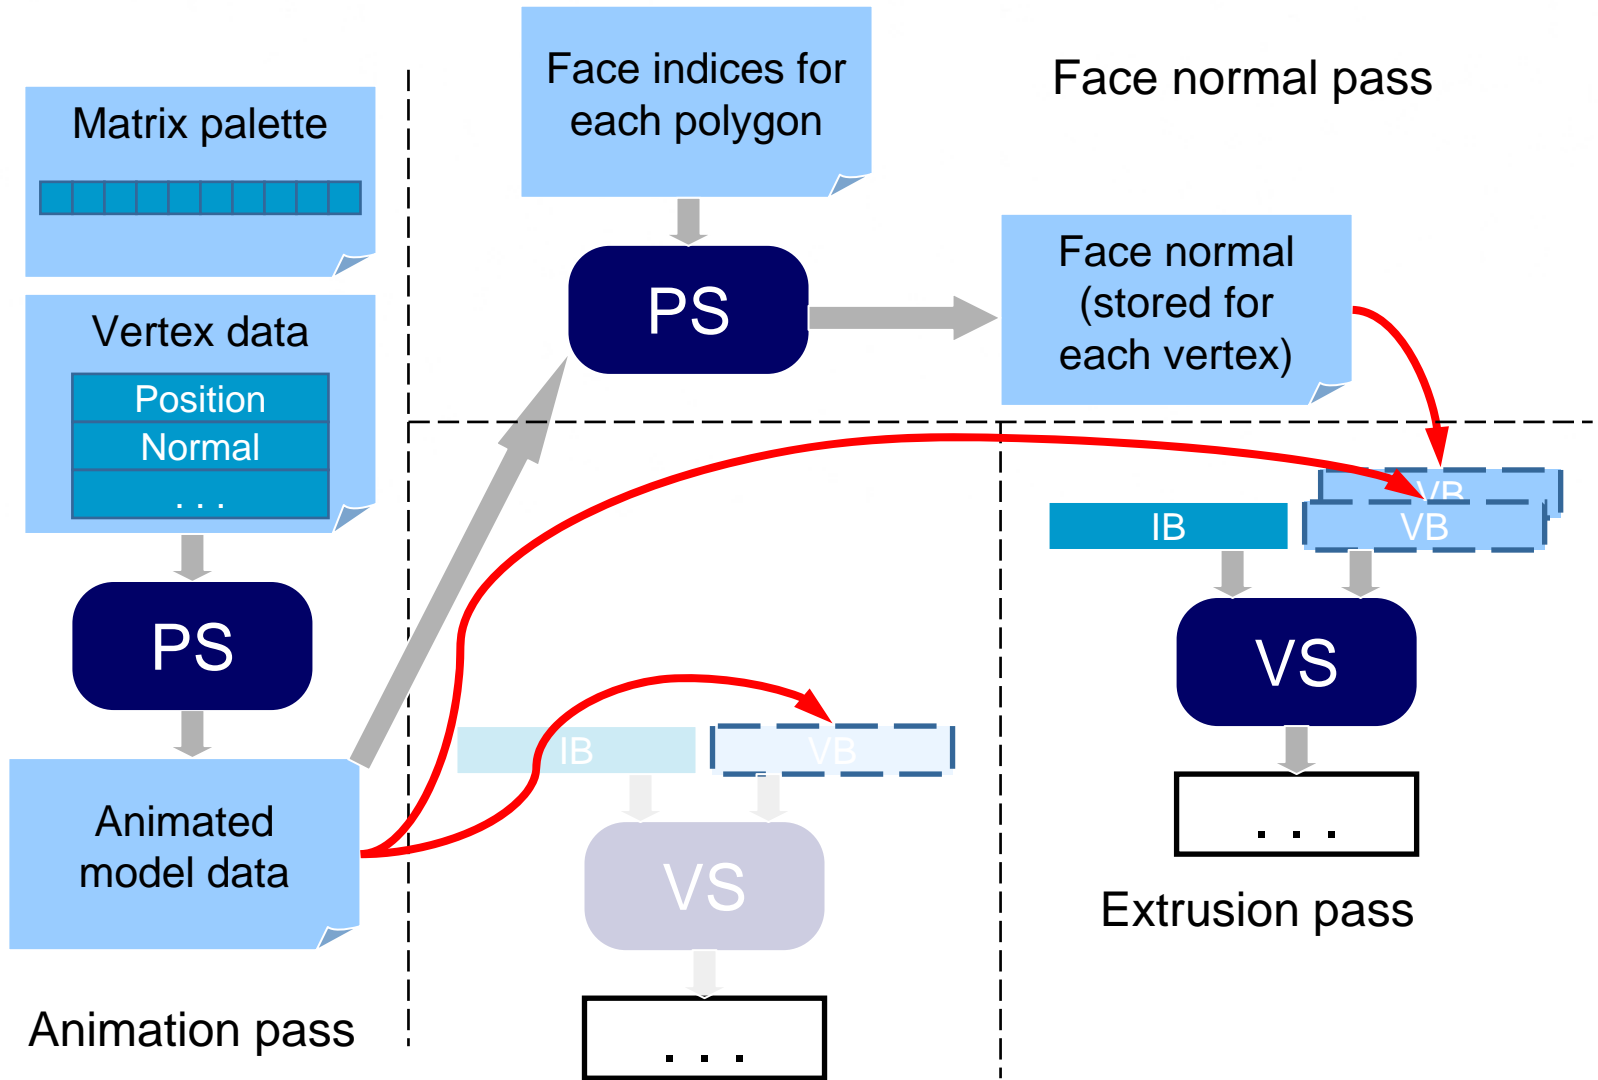 Matrix palette
Vertex data
Position
Normal
. . .
PS
Animated
model data
Animation pass
Face indices for
each polygon
PS
Face normal pass
Face normal
(stored for
each vertex)
IB
VB
VS
. . .
VB
IB
VB
VS
. . .
Extrusion pass